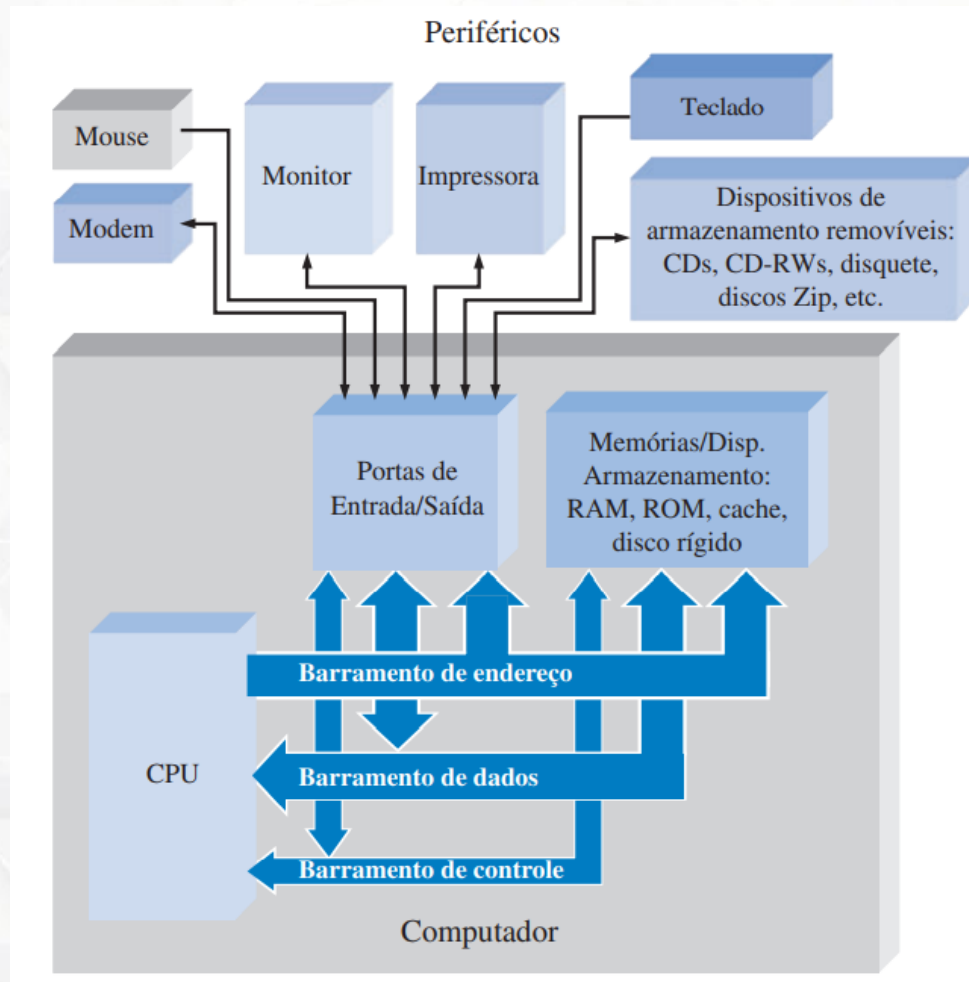 Periféricos
Mouse
Modem
Monitor
Impressora
Teclado
Dispositivos de
armazenamento removíveis:
CDs, CD-RWs, disquete,
discos Zip, etc.
Portas de
Entrada/Saída
Memórias/Disp.
Armazenamento:
RAM, ROM, cache,
disco rígido
CPU
Barramento de endereço
Barramento de dados
Barramento de controle
Computador